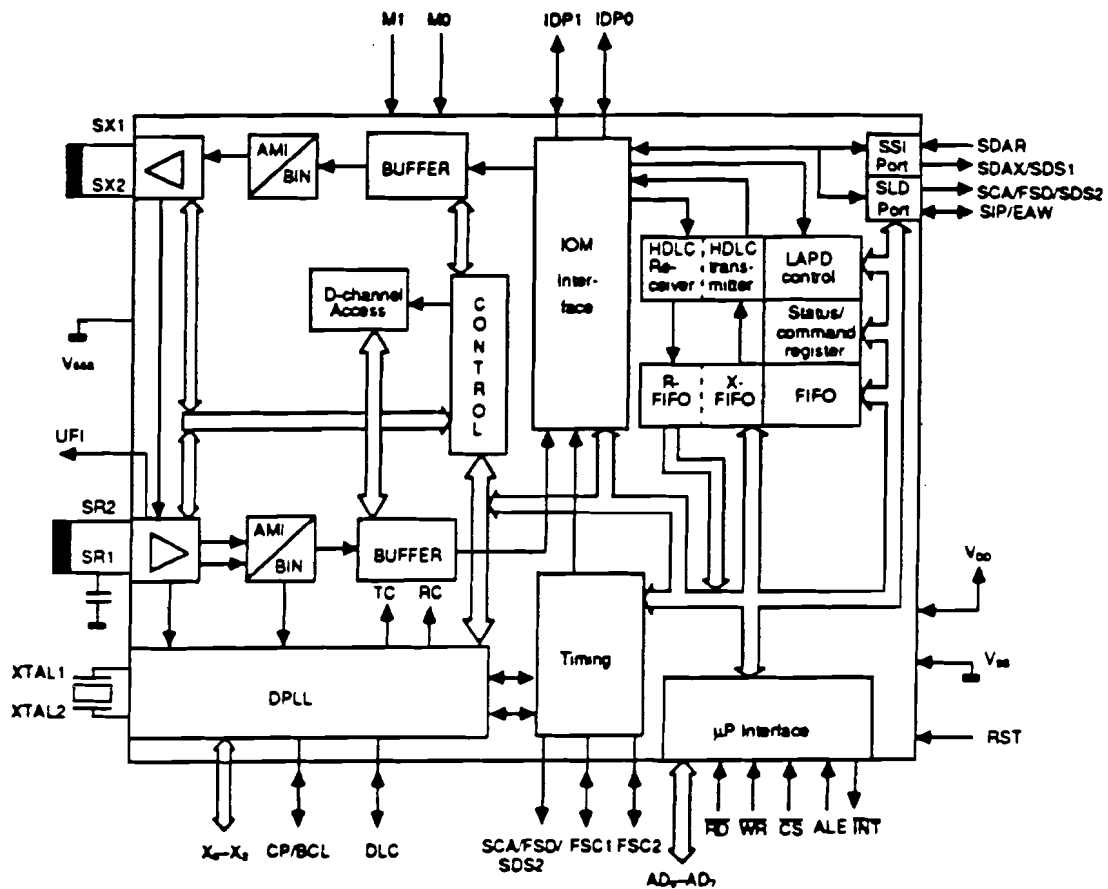 M1 M0 IDP1 IDP0
SX1
SX2
AMI
BIN
BUFFER
IOM
Inter-
face
SSI
Port
SLD
Port
SDAR
SDAX/SDS1
SCA/FSD/SDS2
SIP/EAW
HDLC
Re-
ceiver
HDLC
trans-
mitter
LAPD
control
Status/
command
register
R-
FIFO
X-
FIFO
FIFO
D-channel
Access
CONTROL
UFI
SR2
SR1
AMI
BIN
BUFFER
TC RC
VDD
VSS
XTAL1
XTAL2
DPLL
Timing
µP Interface
RST
CP/BCL DLC
SCA/FSD/
SDS2
FSC1 FSC2
RD WR CS ALE INT